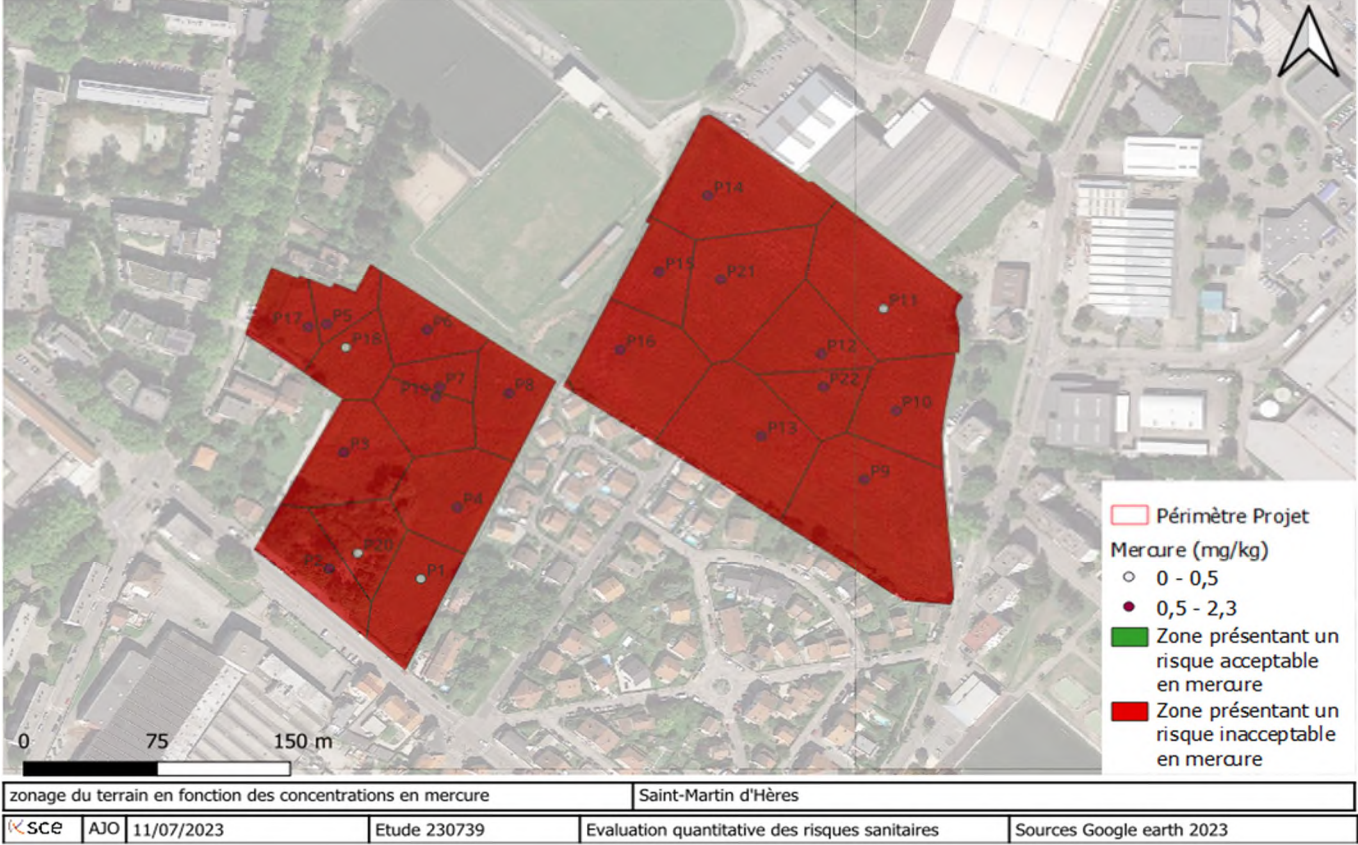 P14
P15
P21
P11
P17
P5
P18
P6
P16
P12
P7
P22
P8
P10
P13
P3
P9
P4
P20
P2
P1
Périmètre Projet
Mercure (mg/kg)
0 - 0,5
0,5 - 2,3
Zone présentant un
risque acceptable
en mercure
Zone présentant un
risque inacceptable
en mercure
0 75 150 m
zonage du terrain en fonction des concentrations en mercure Saint-Martin d'Hères
sce AJO 11/07/2023 Etude 230739 Evaluation quantitative des risques sanitaires Sources Google earth 2023